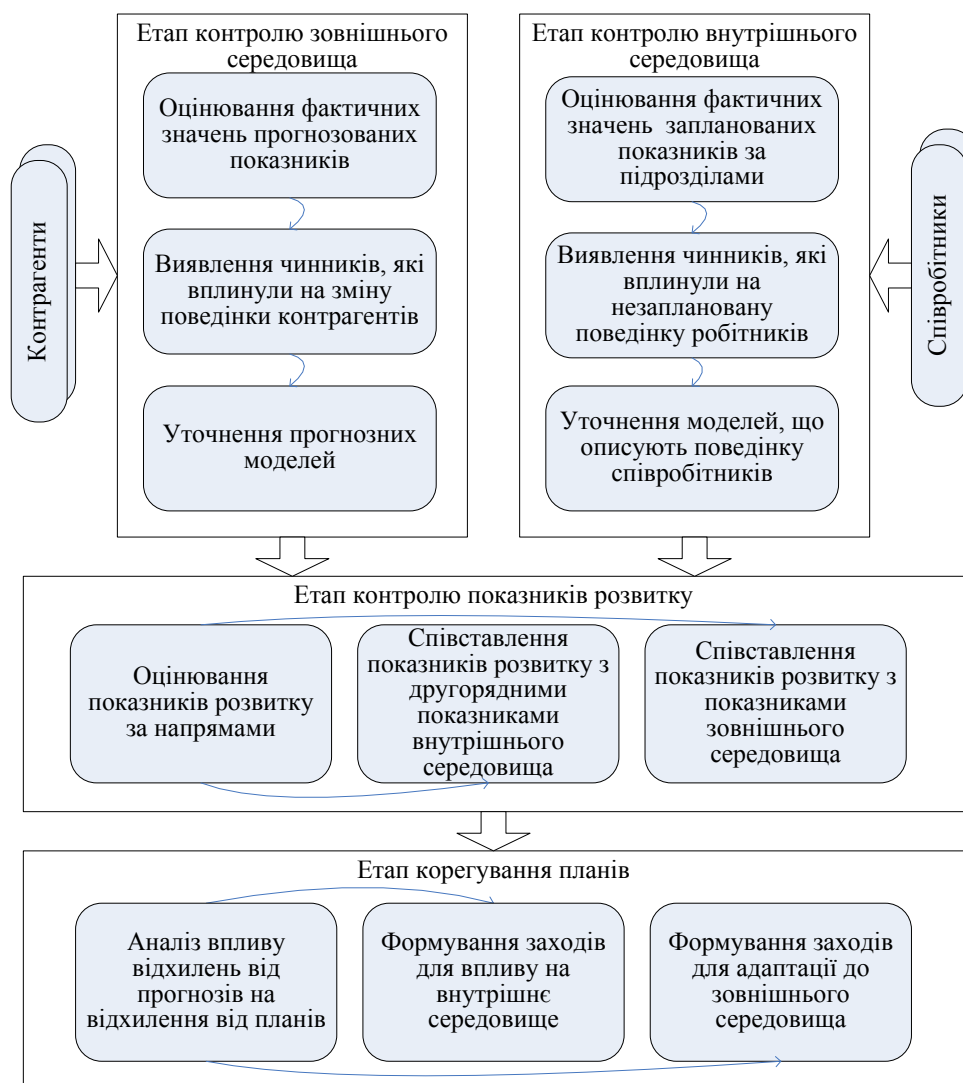 Етап контролю зовнішнього
середовища
Оцінювання фактичних
значень прогнозованих
показників
Виявлення чинників, які
вплинули на зміну
поведінки контрагентів
Уточнення прогнозних
моделей
Контрагенти
Етап контролю внутрішнього
середовища
Оцінювання фактичних
значень запланованих
показників за
підрозділами
Виявлення чинників, які
вплинули на
незаплановану
поведінку робітників
Уточнення моделей, що
описують поведінку
співробітників
Співробітники
Етап контролю показників розвитку
Оцінювання
показників розвитку
за напрямами
Співставлення
показників розвитку з
другорядними
показниками
внутрішнього
середовища
Співставлення
показників розвитку з
показниками
зовнішнього
середовища
Етап корегування планів
Аналіз впливу
відхилень від
прогнозів на
відхилення від планів
Формування заходів
для впливу на
внутрішнє
середовище
Формування заходів
для адаптації до
зовнішнього
середовища